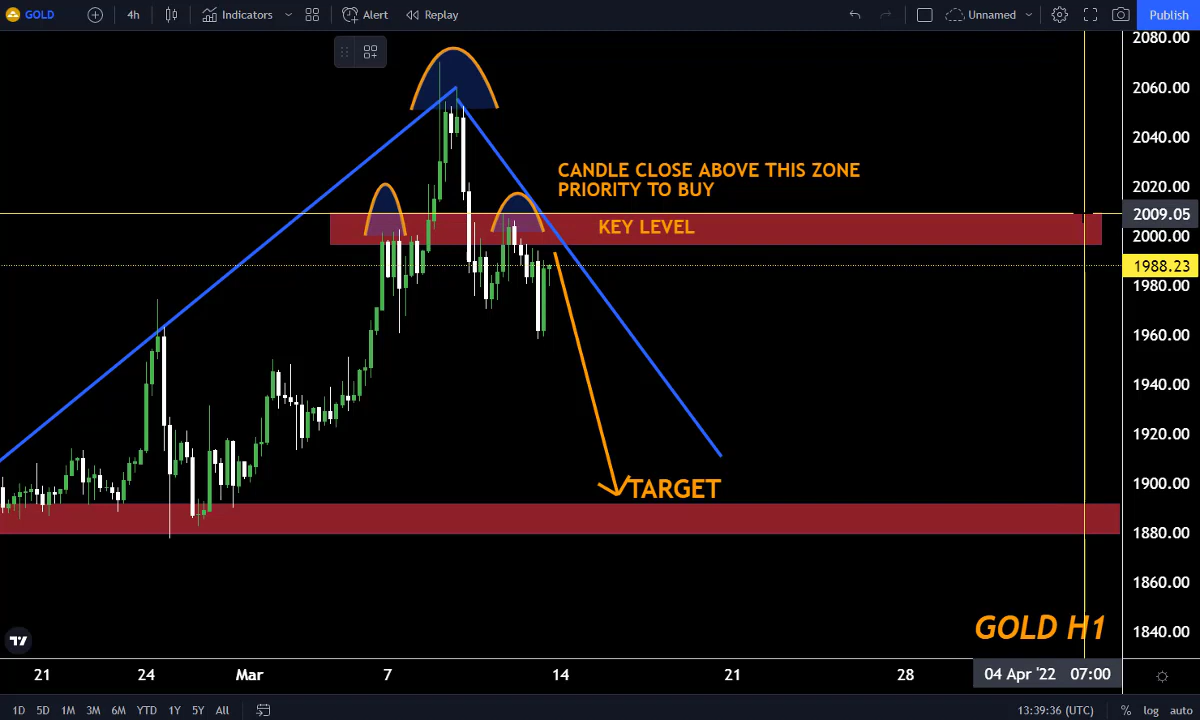 GOLD 4h Indicators Alert Replay Unnamed Publish
2080.00
2060.00
2040.00
CANDLE CLOSE ABOVE THIS ZONE
PRIORITY TO BUY
2020.00
2009.05
KEY LEVEL
2000.00
1988.23
1980.00
1960.00
1940.00
1920.00
1900.00
TARGET
1880.00
1860.00
GOLD H1
1840.00
21 24 Mar 7 14 21 28 04 Apr '22 07:00
1D 5D 1M 3M 6M YTD 1Y 5Y All 13:39:36 (UTC) % log auto